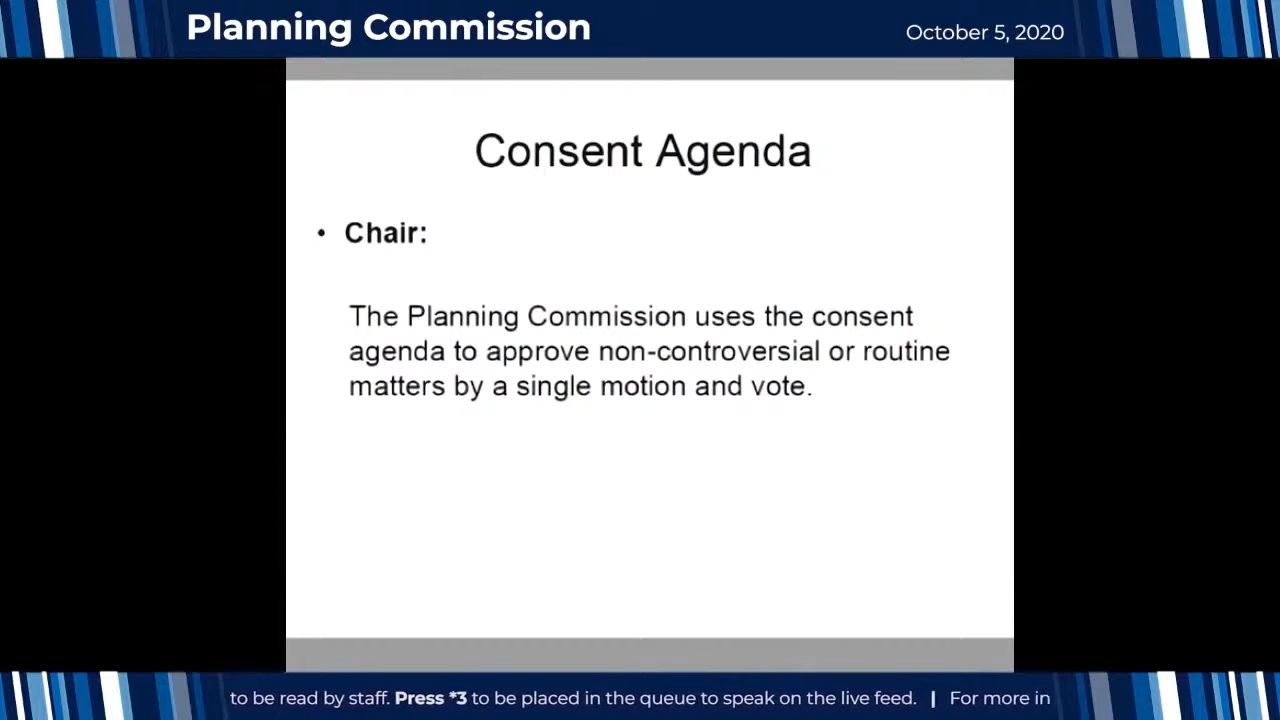 Planning Commission
October 5, 2020
Consent Agenda
• Chair:
The Planning Commission uses the consent
agenda to approve non-controversial or routine
matters by a single motion and vote.
to be read by staff. Press *3 to be placed in the queue to speak on the live feed. | For more in